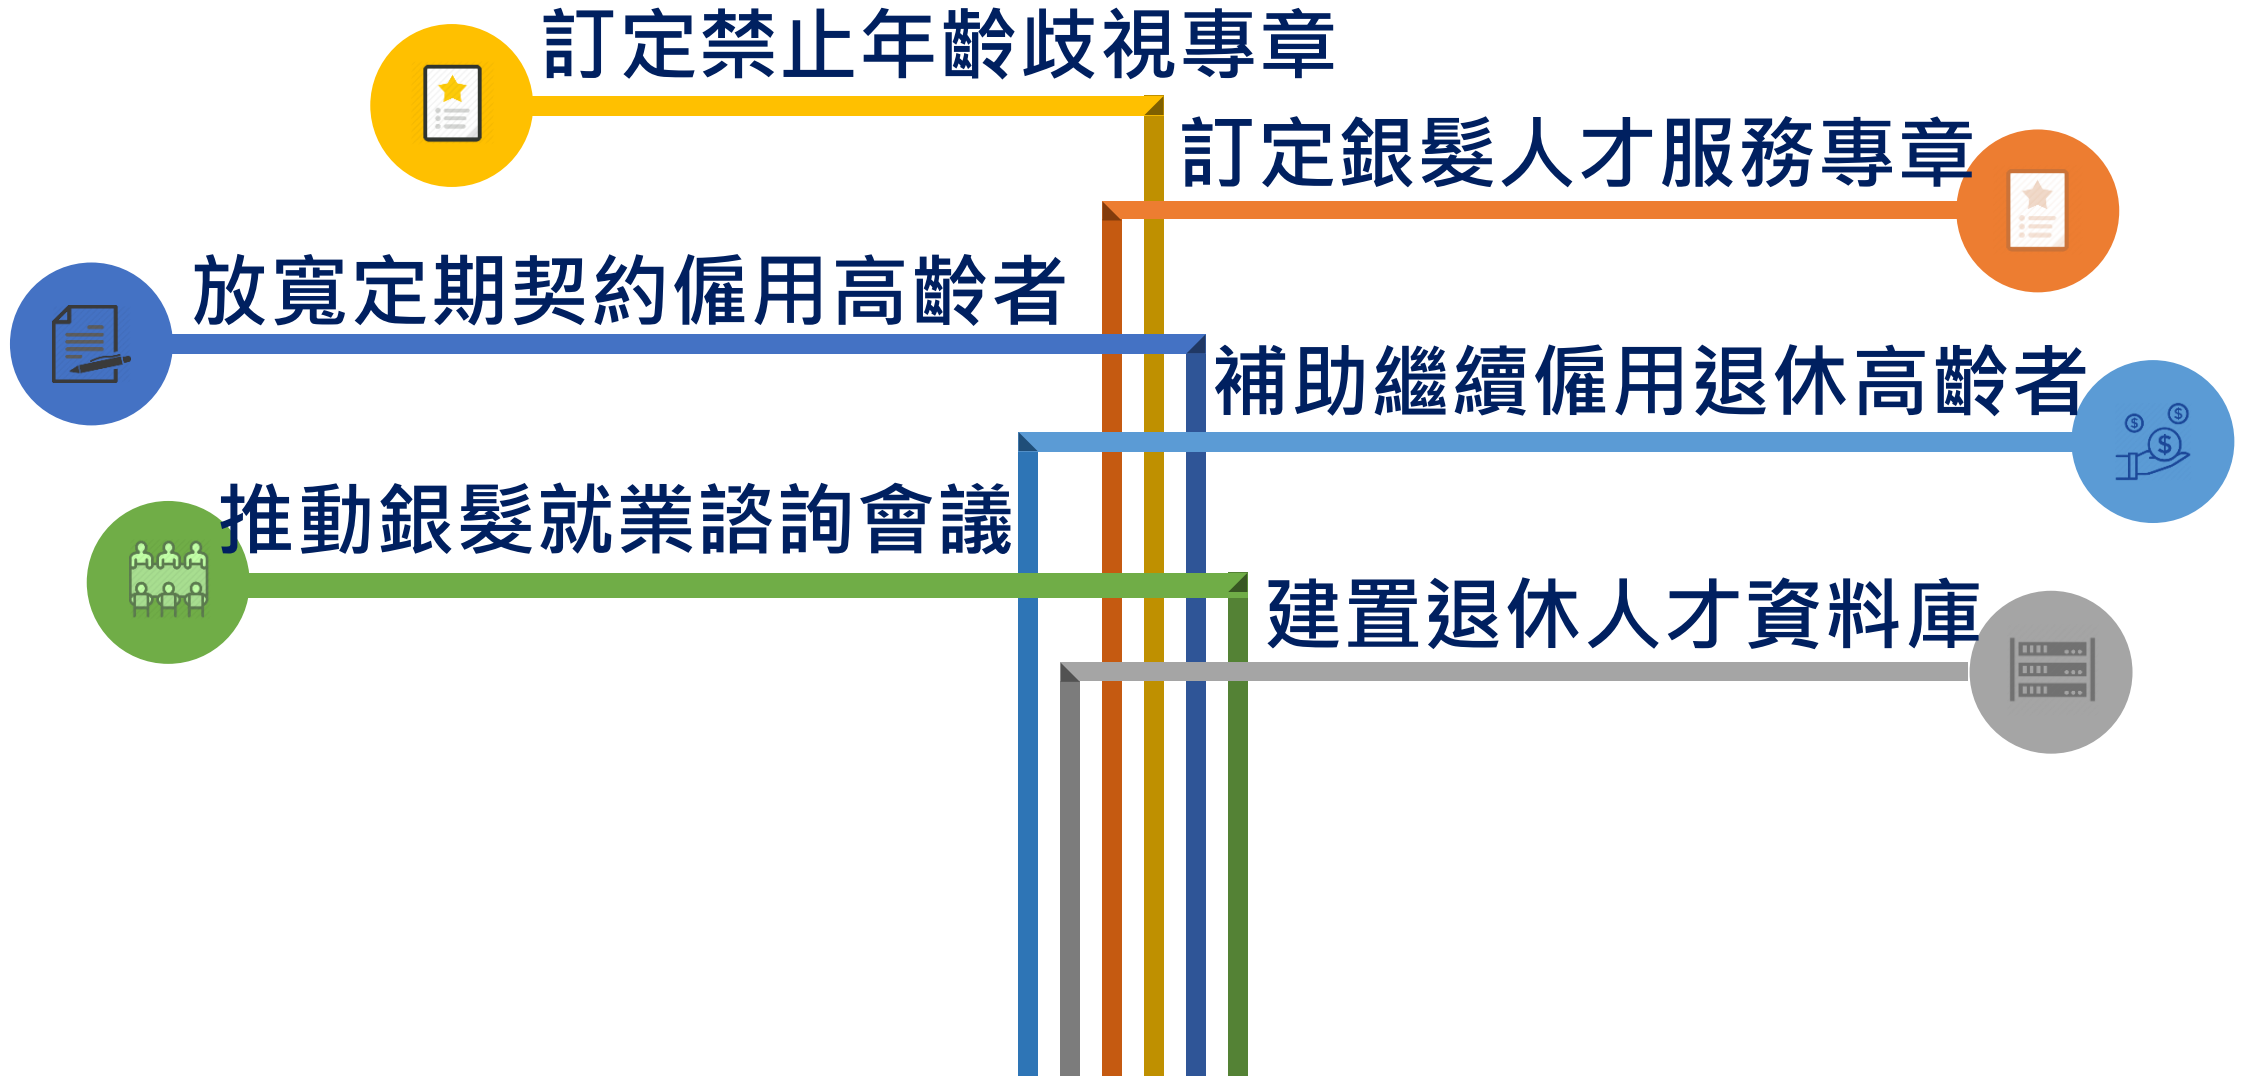 訂定禁止年齡歧視專章
訂定銀髮人才服務專章
放寬定期契約僱用高齡者
補助繼續僱用退休高齡者
推動銀髮就業諮詢會議
建置退休人才資料庫